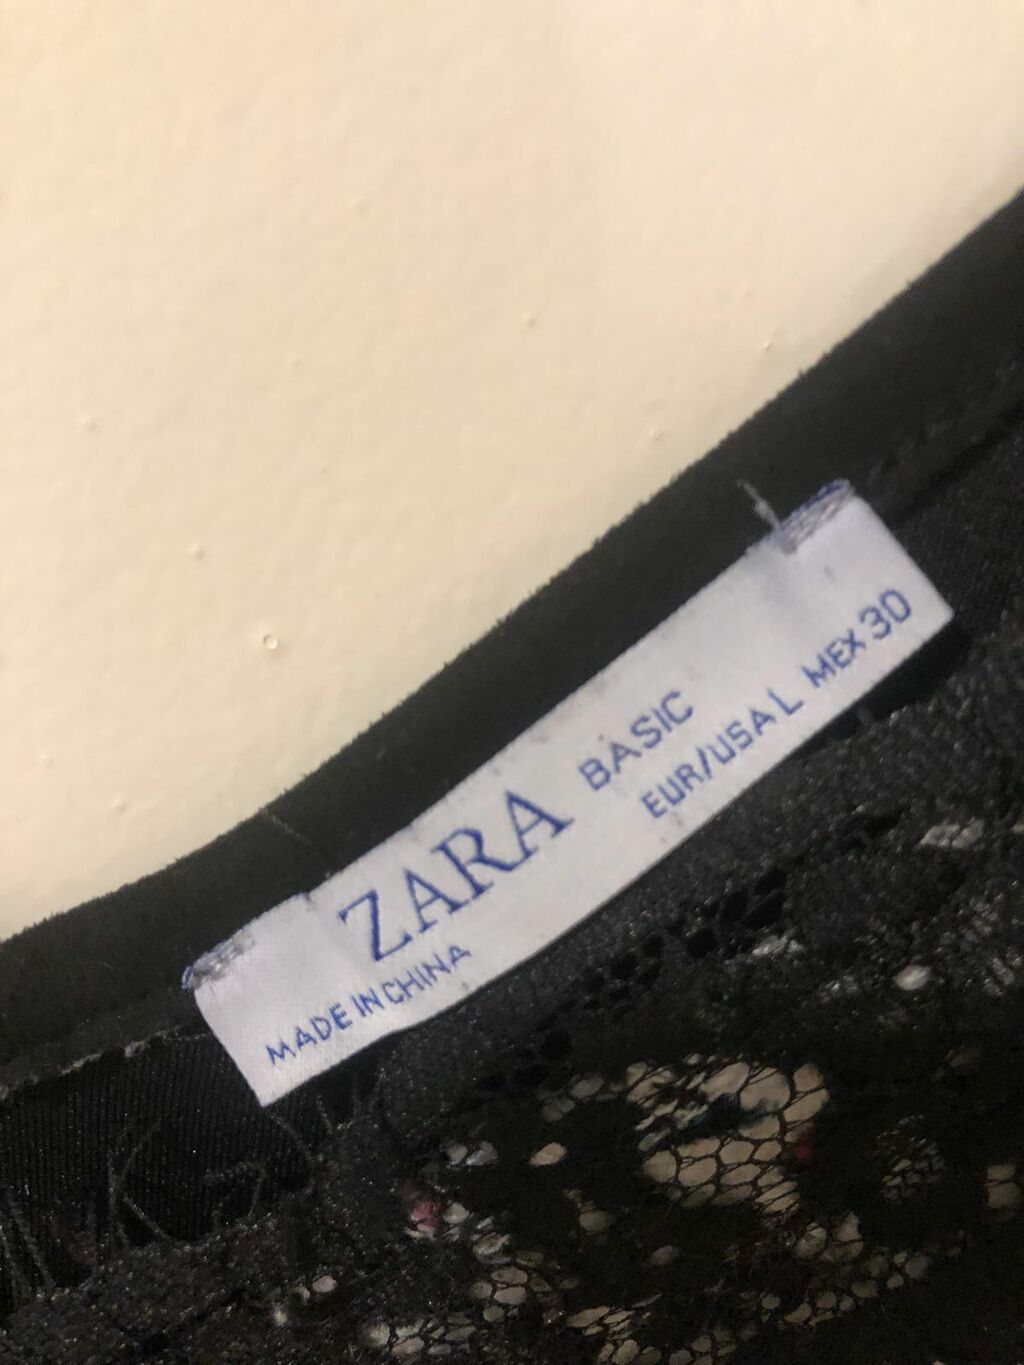 ZARA BASIC
EUR/USA L MEX 30
MADE IN CHINA